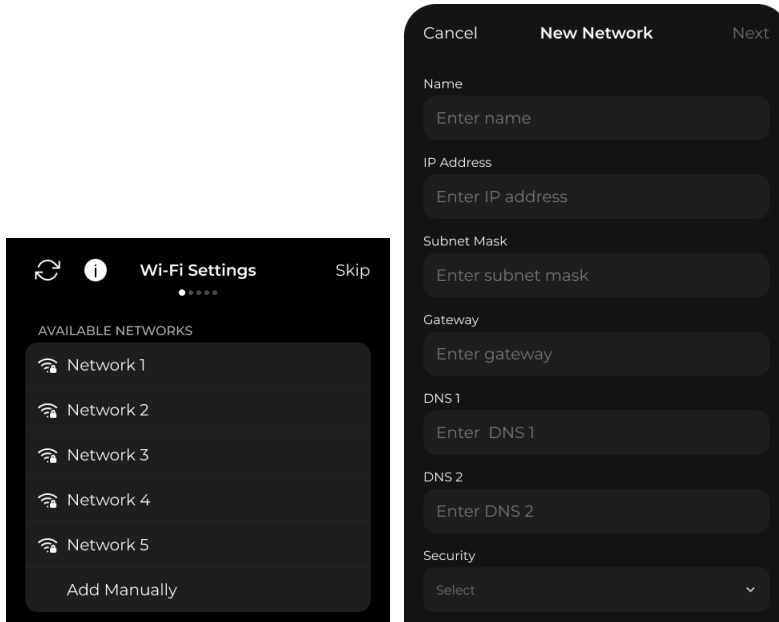 Wi-Fi Settings
Skip
AVAILABLE NETWORKS
Network 1
Network 2
Network 3
Network 4
Network 5
Add Manually
Cancel
New Network
Next
Name
Enter name
IP Address
Enter IP address
Subnet Mask
Enter subnet mask
Gateway
Enter gateway
DNS 1
Enter  DNS 1
DNS 2
Enter DNS 2
Security
Select